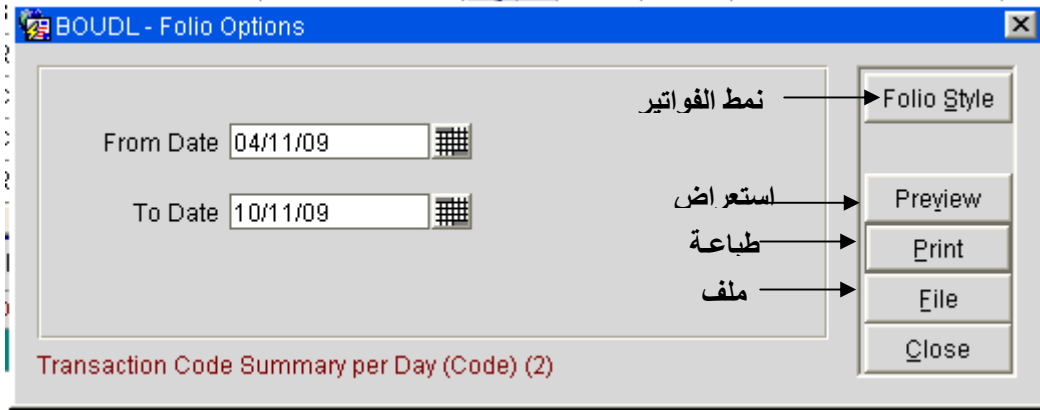 BOUDL - Folio Options
نمط الفواتير
Folio Style
From Date 04/11/09
To Date 10/11/09
استعراض
Preview
طباعة
Print
ملف
File
Close
Transaction Code Summary per Day (Code) (2)